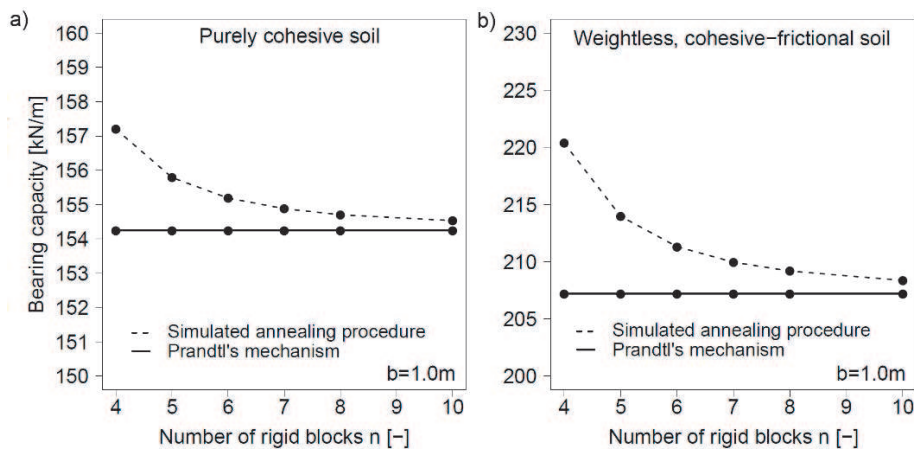 a)
Purely cohesive soil
Bearing capacity [kN/m]
160
159
158
157
156
155
154
153
152
151
150
Simulated annealing procedure
Prandtl's mechanism
b=1.0m
4 5 6 7 8 9 10
Number of rigid blocks n [−]
b)
Weightless, cohesive−frictional soil
230
225
220
215
210
205
200
Simulated annealing procedure
Prandtl's mechanism
b=1.0m
4 5 6 7 8 9 10
Number of rigid blocks n [−]